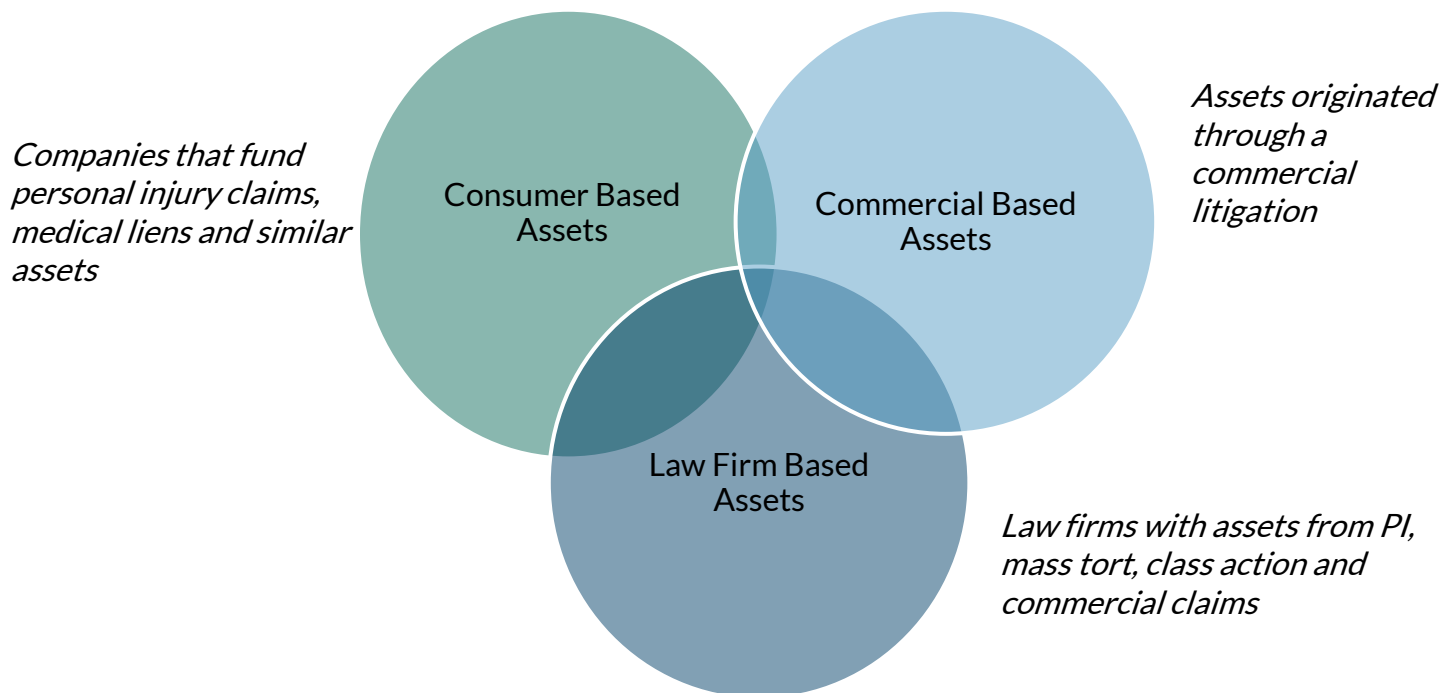 Companies that fund
personal injury claims,
medical liens and similar
assets
Consumer Based
Assets
Commercial Based
Assets
Assets originated
through a
commercial
litigation
Law Firm Based
Assets
Law firms with assets from PI,
mass tort, class action and
commercial claims